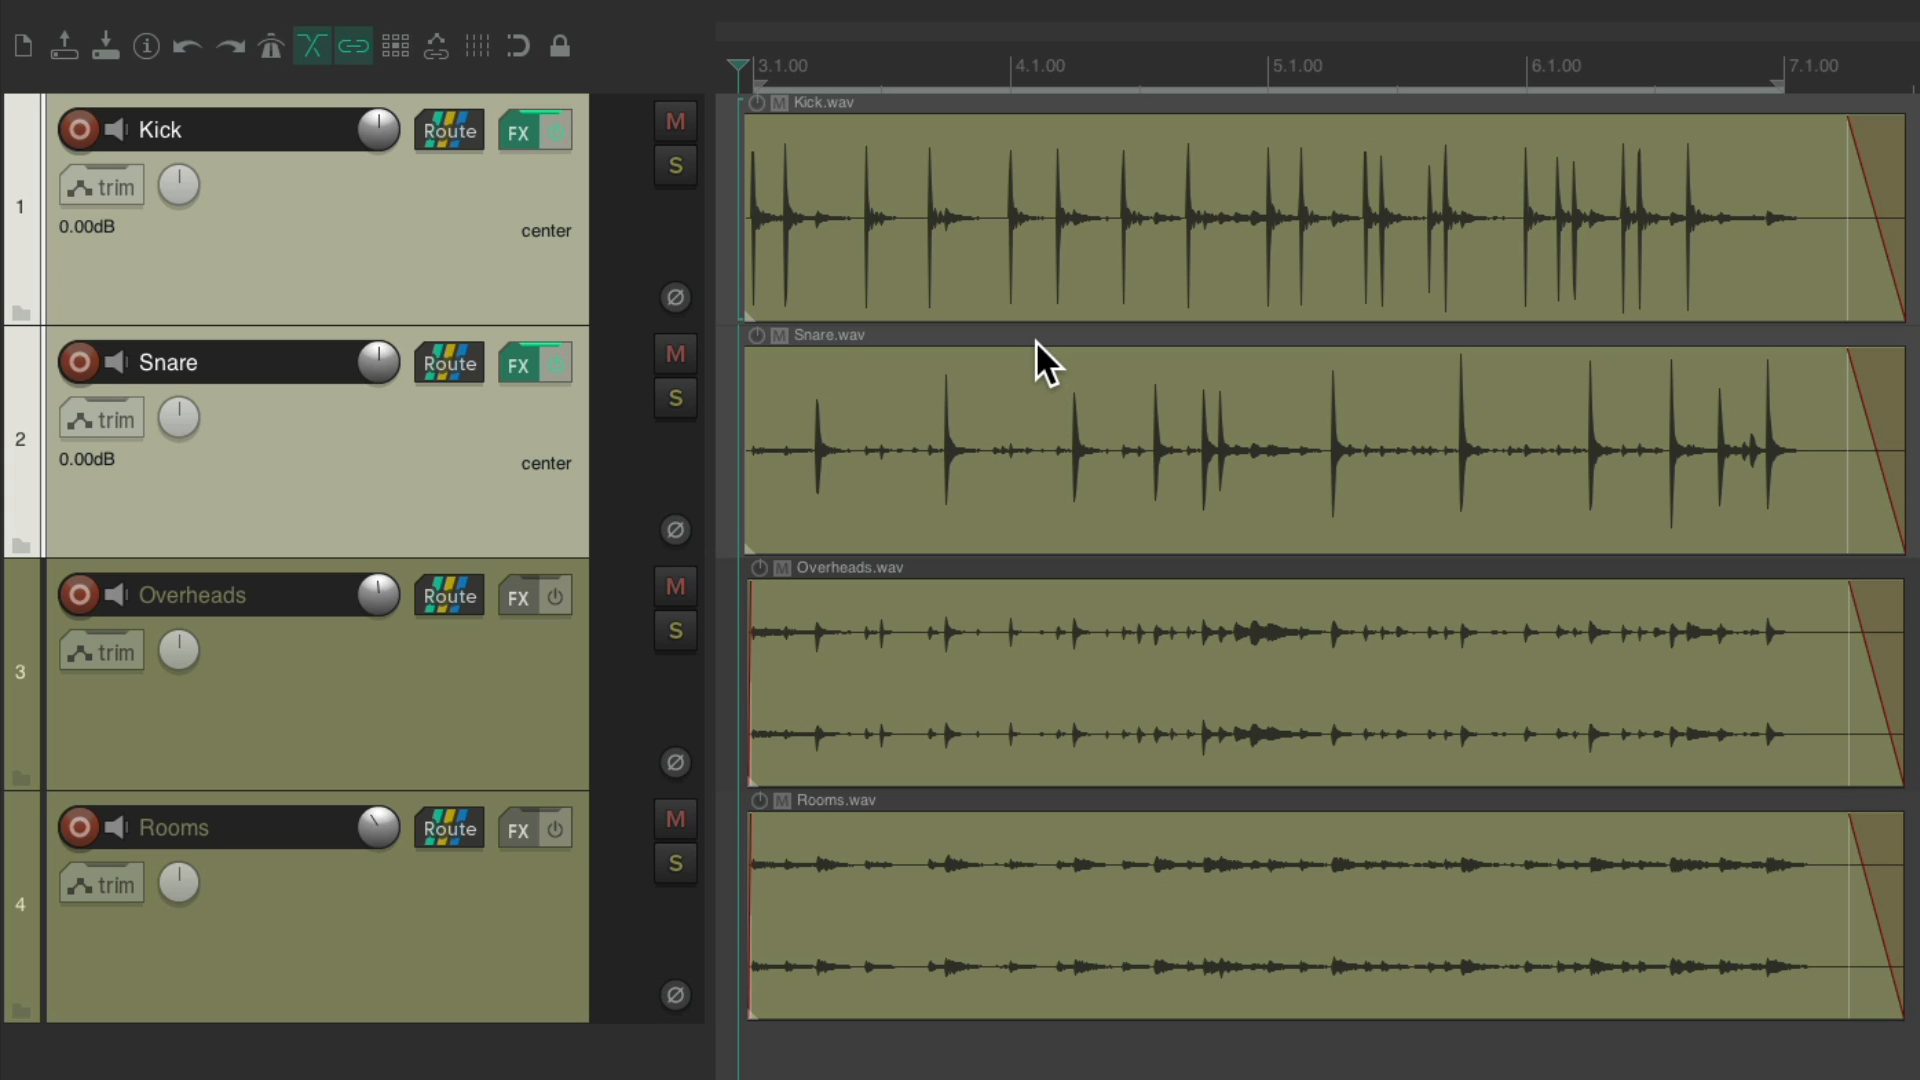 3.1.00 4.1.00 5.1.00 6.1.00 7.1.00
1
Kick
Route
FX
M
S
trim
0.00dB
center
Ø
M Kick.wav
2
Snare
Route
FX
M
S
trim
0.00dB
center
Ø
M Snare.wav
3
Overheads
Route
FX
M
S
trim
Ø
M Overheads.wav
4
Rooms
Route
FX
M
S
trim
Ø
M Rooms.wav